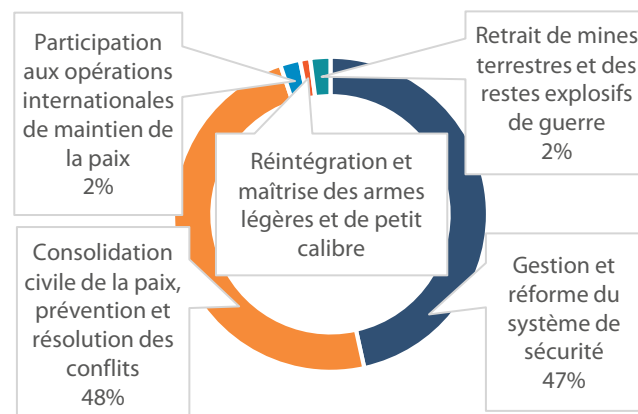 Participation
aux opérations
internationales
de maintien de
la paix
2%
Retrait de mines
terrestres et des
restes explosifs
de guerre
2%
Réintégration et
maîtrise des armes
légères et de petit
calibre
Consolidation
civile de la paix,
prévention et
résolution des
conflits
48%
Gestion et
réforme du
système de
sécurité
47%